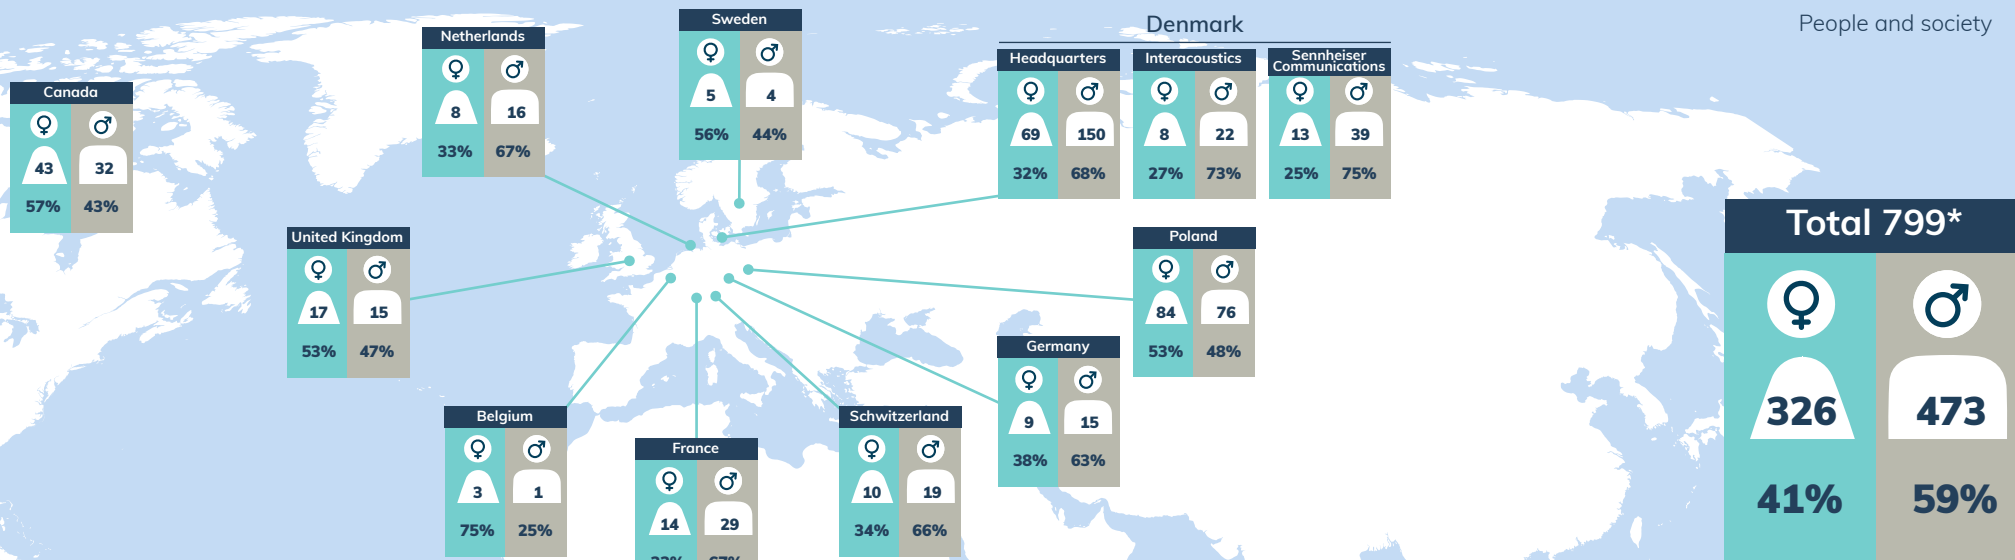 People and society
Denmark
Sweden
5 4
56% 44%
Netherlands
8 16
33% 67%
Headquarters
69 150
32% 68%
Interacoustics
8 22
27% 73%
Sennheiser
Communications
13 39
25% 75%
Canada
43 32
57% 43%
United Kingdom
17 15
53% 47%
Poland
84 76
53% 48%
Total 799*
326 473
41% 59%
Germany
9 15
38% 63%
Belgium
3 1
75% 25%
France
14 29
33% 67%
Schwitzerland
10 19
34% 66%